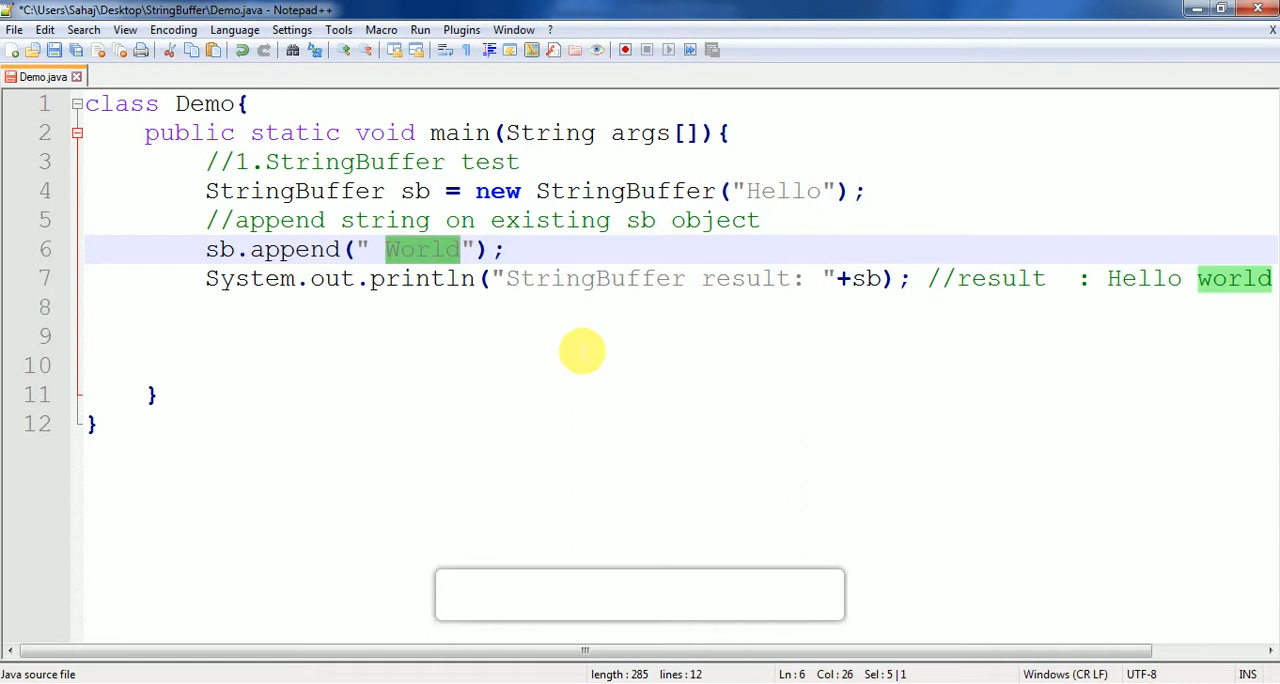 *C:\Users\Sahaj\Desktop\StringBuffer\Demo.java - Notepad++
File Edit Search View Encoding Language Settings Tools Macro Run Plugins Window ? X
Demo.java
1 class Demo{
2 public static void main(String args[]){
3 //1.StringBuffer test
4 StringBuffer sb = new StringBuffer("Hello");
5 //append string on existing sb object
6 sb.append(" World");
7 System.out.println("StringBuffer result: "+sb); //result : Hello world
8
9
10
11 }
12 }
Java source file length : 285 lines : 12 Ln : 6 Col : 26 Sel : 5 | 1 Windows (CR LF) UTF-8 INS